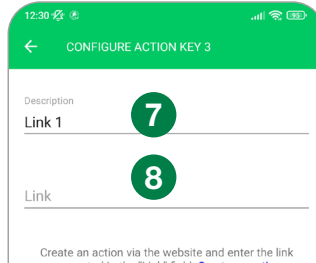 12:30
CONFIGURE ACTION KEY 3
Description
Link 1
7
8
Link
Create an action via the website and enter the link